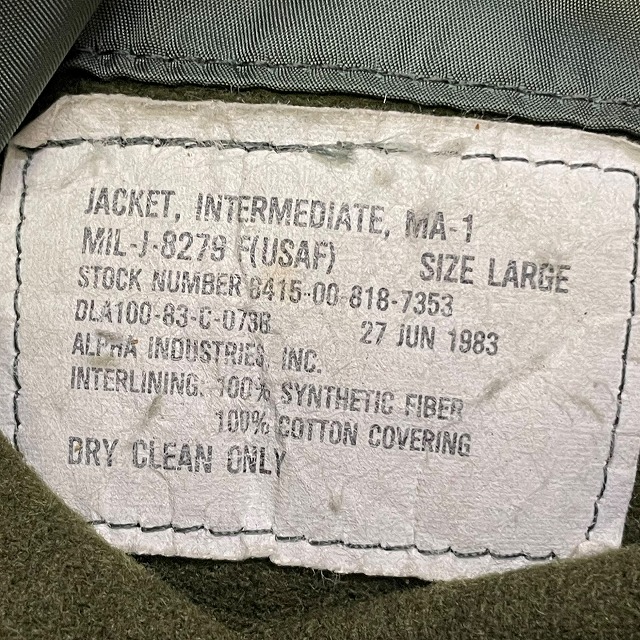 JACKET, INTERMEDIATE, MA-1
MIL-J-8279 F(USAF) SIZE LARGE
STOCK NUMBER 8415-00-818-7353
DLA100-83-C-0736 27 JUN 1983
ALPHA INDUSTRIES, INC.
INTERLINING: 100% SYNTHETIC FIBER
100% COTTON COVERING
DRY CLEAN ONLY